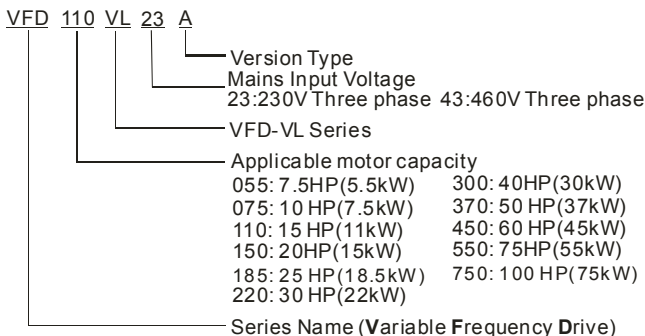 VFD 110 VL 23 A
Version Type
Mains Input Voltage
23:230V Three phase 43:460V Three phase
VFD-VL Series
Applicable motor capacity
055: 7.5HP(5.5kW) 300: 40HP(30kW)
075: 10 HP(7.5kW) 370: 50 HP(37kW)
110: 15 HP(11kW) 450: 60 HP(45kW)
150: 20HP(15kW) 550: 75HP(55kW)
185: 25 HP(18.5kW) 750: 100 HP(75kW)
220: 30 HP(22kW)
Series Name (Variable Frequency Drive)